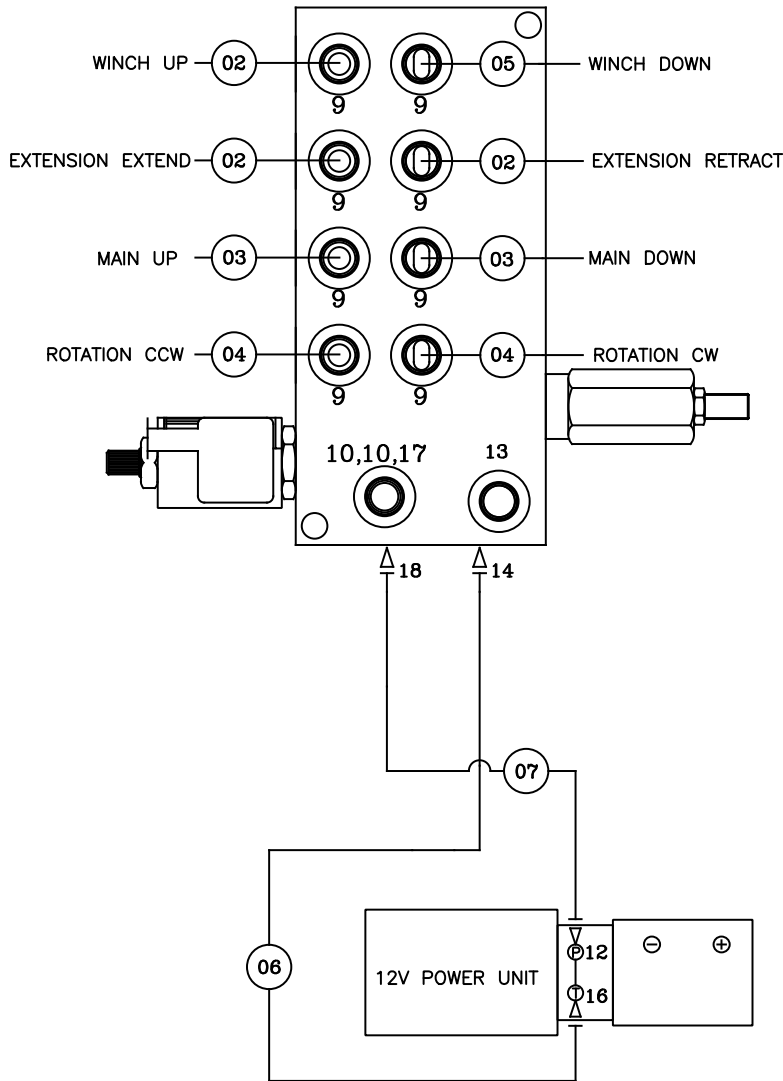 WINCH UP 02 05 WINCH DOWN
9 9
EXTENSION EXTEND 02 02 EXTENSION RETRACT
9 9
MAIN UP 03 03 MAIN DOWN
9 9
ROTATION CCW 04 04 ROTATION CW
9 9
10,10,17 13
18 14
07
06
12V POWER UNIT
P 12
T 16
− +